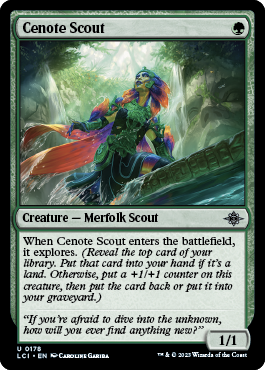 Cenote Scout
Creature — Merfolk Scout
When Cenote Scout enters the battlefield,
it explores. (Reveal the top card of your
library. Put that card into your hand if it's a
land. Otherwise, put a +1/+1 counter on this
creature, then put the card back or put it
into your graveyard.)
"If you're afraid to dive into the unknown,
how will you ever find anything new?"
1/1
U 0178
LCI • EN Caroline Gariba
™ & © 2023 Wizards of the Coast